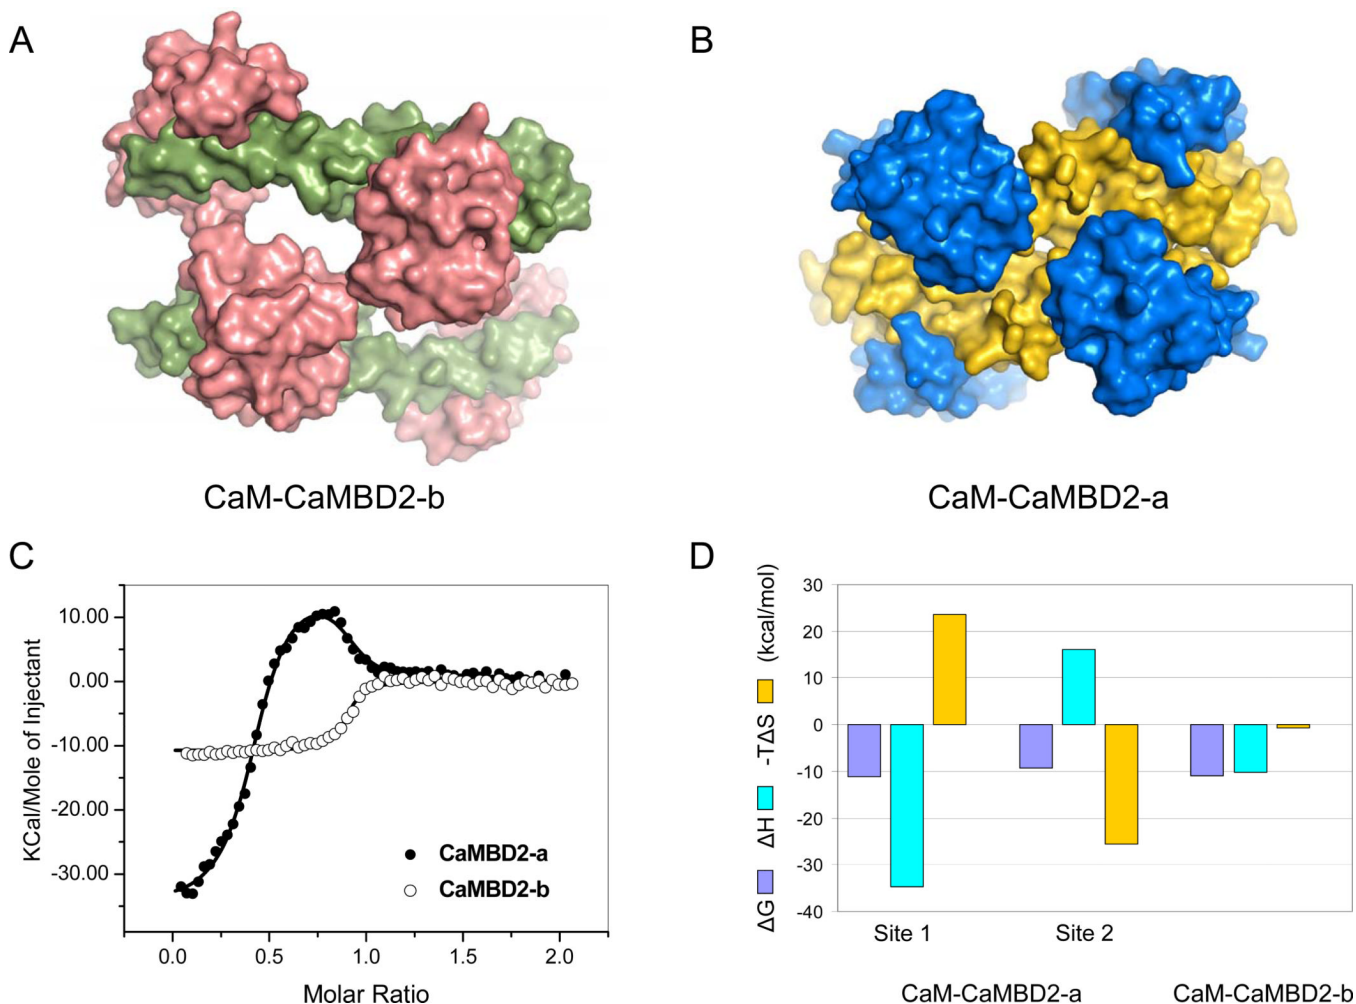 A
B
CaM-CaMBD2-b
CaM-CaMBD2-a
C
KCal/Mole of Injectant
10.00
0.00
-10.00
-20.00
-30.00
CaMBD2-a
CaMBD2-b
0.0 0.5 1.0 1.5 2.0
Molar Ratio
D
ΔG ΔH -TΔS (kcal/mol)
30
20
10
0
-10
-20
-30
-40
Site 1 Site 2
CaM-CaMBD2-a CaM-CaMBD2-b